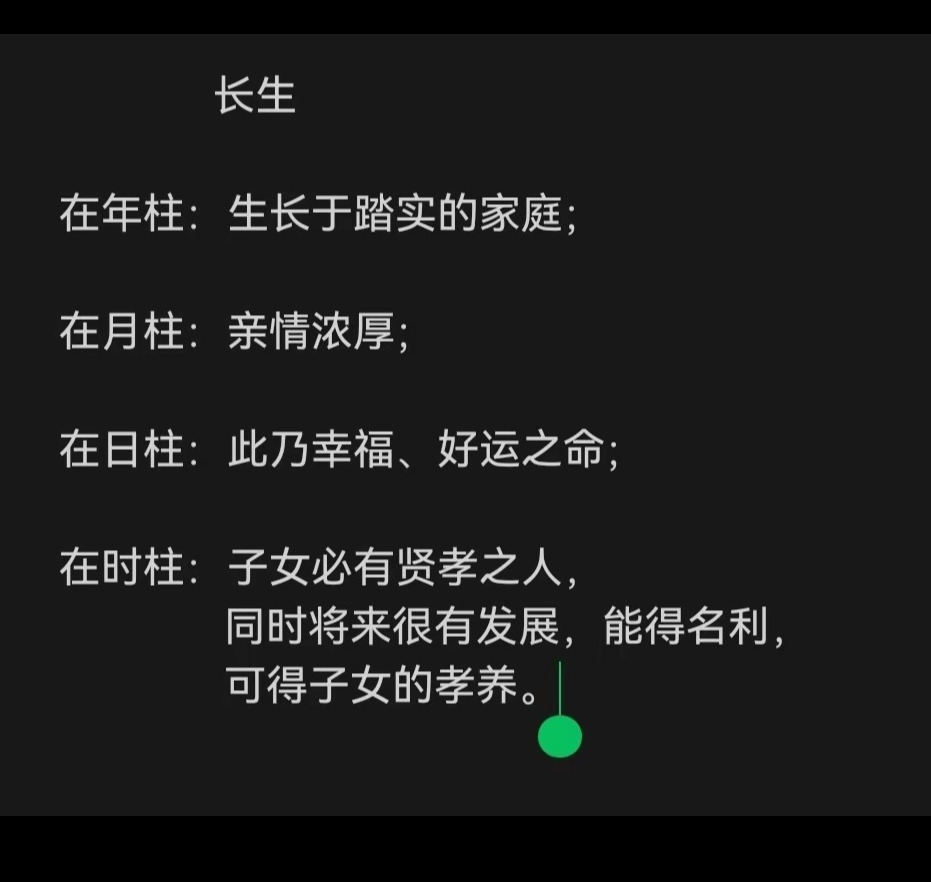 长生
在年柱：生长于踏实的家庭；
在月柱：亲情浓厚；
在日柱：此乃幸福、好运之命；
在时柱：子女必有贤孝之人，
同时将来很有发展，能得名利，
可得子女的孝养。